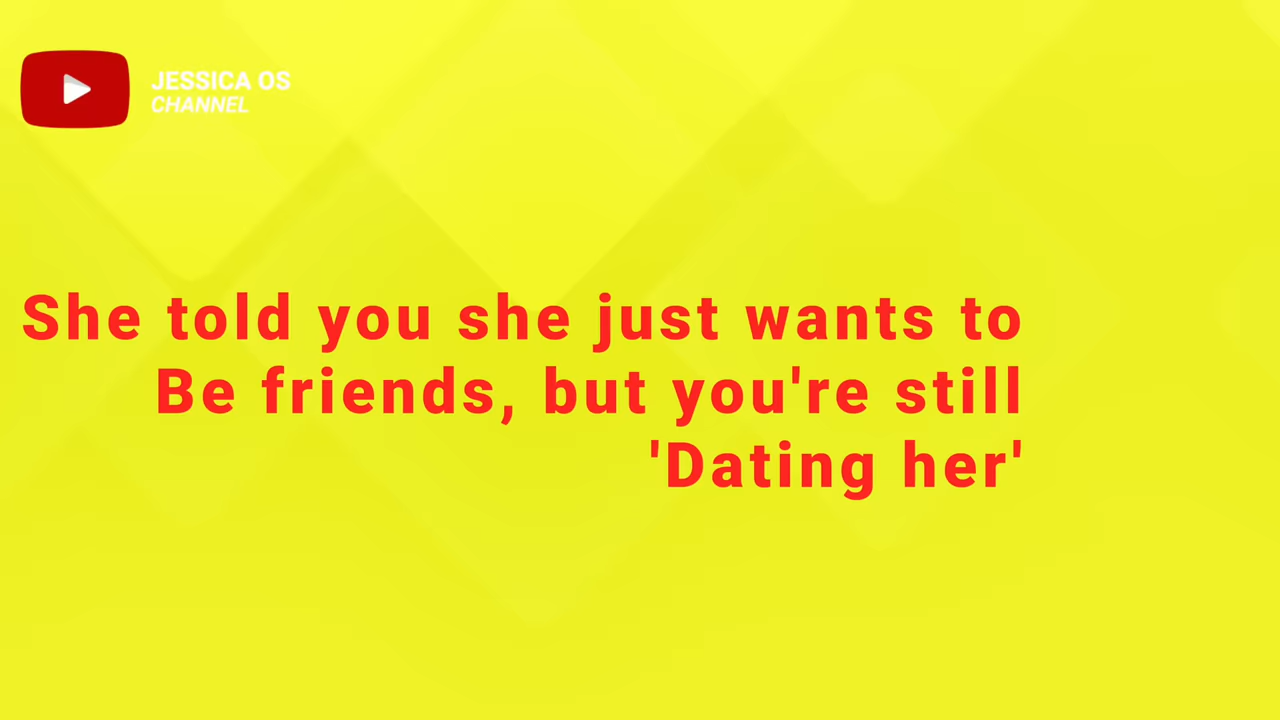 JESSICA OS
CHANNEL
She told you she just wants to
Be friends, but you're still
'Dating her'